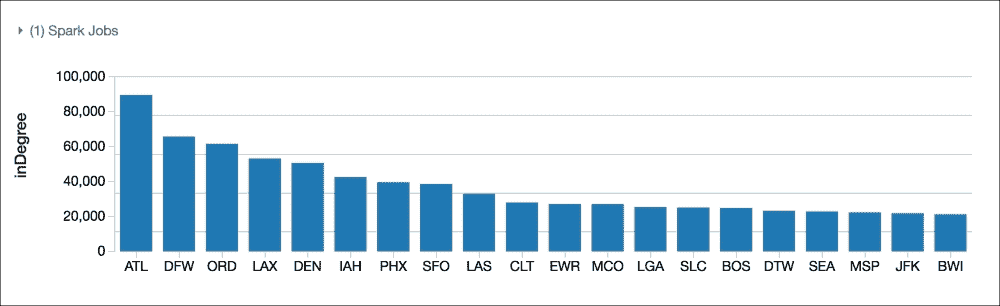 (1) Spark Jobs
inDegree
100,000
80,000
60,000
40,000
20,000
0
ATL DFW ORD LAX DEN IAH PHX SFO LAS CLT EWR MCO LGA SLC BOS DTW SEA MSP JFK BWI